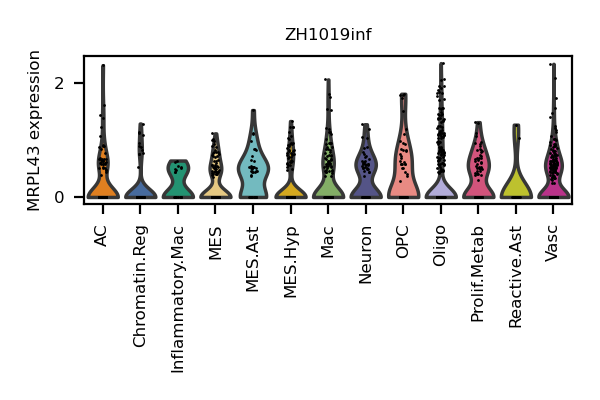 ZH1019inf
MRPL43 expression
2
0
AC
Chromatin.Reg
Inflammatory.Mac
MES
MES.Ast
MES.Hyp
Mac
Neuron
OPC
Oligo
Prolif.Metab
Reactive.Ast
Vasc